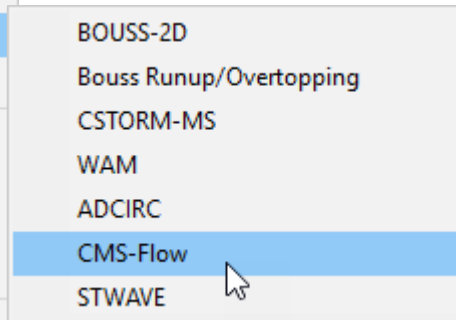 BOUSS-2D
Bouss Runup/Overtopping
CSTORM-MS
WAM
ADCIRC
CMS-Flow
STWAVE